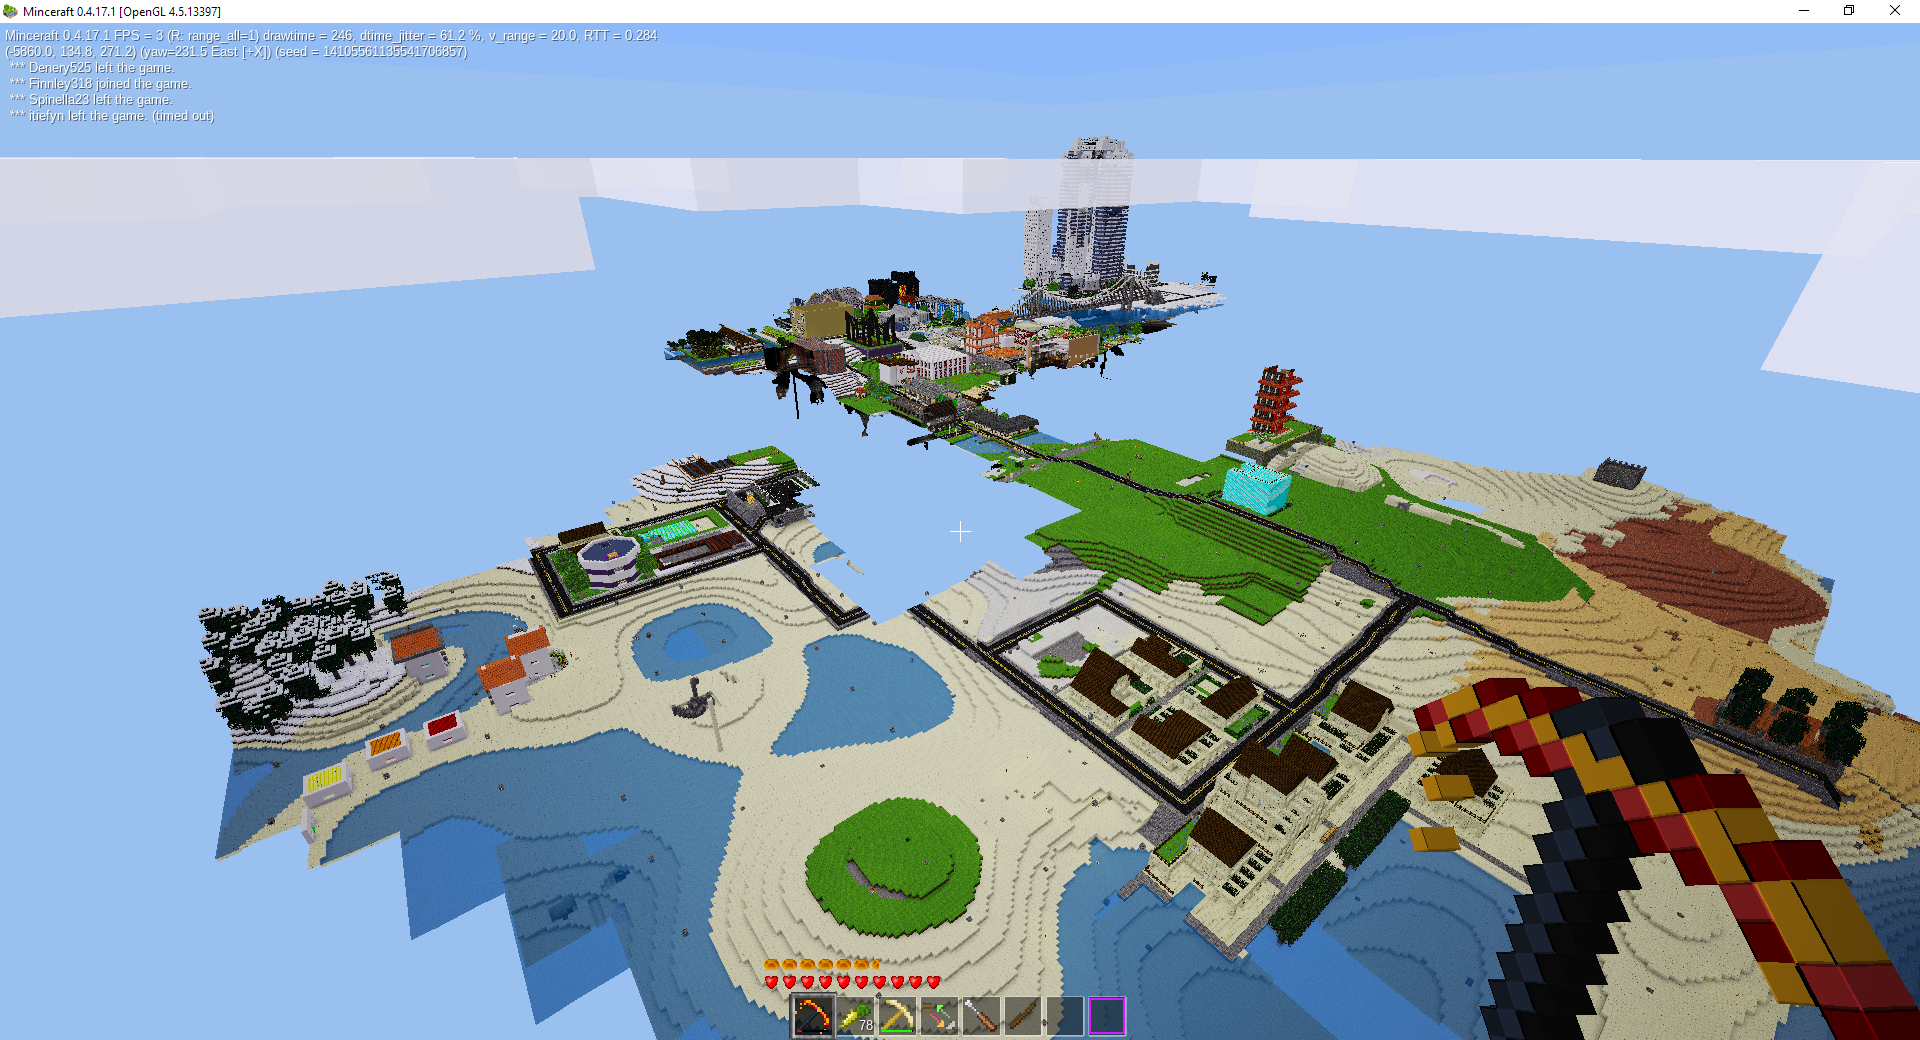 Minceraft 0.4.17.1 [OpenGL 4.5.13397]
Minceraft 0.4.17.1 FPS = 3 (R: range_all=1) drawtime = 246, dtime_jitter = 61.2 %, v_range = 20.0, RTT = 0.284
(-5860.0, 134.8, 271.2) (yaw=231.5 East [+X]) (seed = 14105561135541706857)
*** Denery525 left the game.
*** Finnley318 joined the game.
*** Spinella23 left the game.
*** itiefyn left the game. (timed out)
78